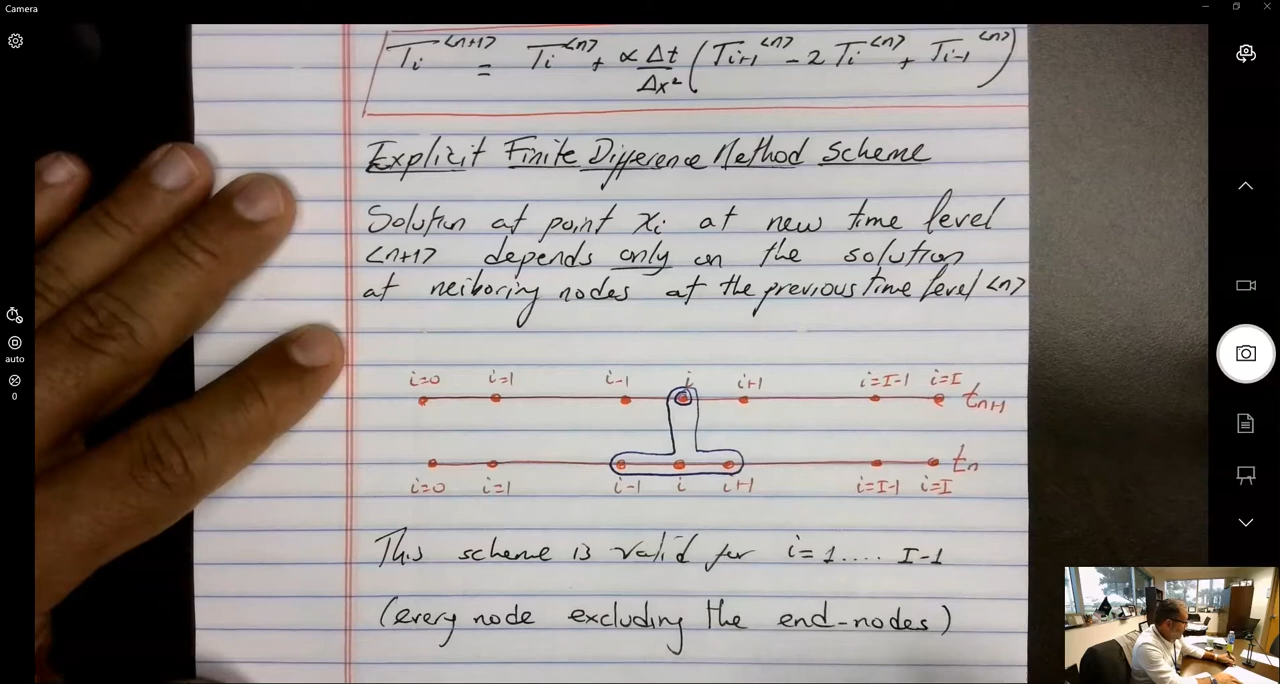 Camera
Ti<n+1> = Ti<n> + α Δt/Δx² (Ti+1<n> - 2 Ti<n> + Ti-1<n>)
Explicit Finite Difference Method Scheme
Solution at point xi at new time level
<n+1> depends only on the solution
at neiboring nodes at the previous time level <n>
i=0 i=1 i-1 i i+1 i=I-1 i=I tn+1
tn
i=0 i=1 i-1 i i+1 i=I-1 i=I
auto
0
This scheme is valid for i=1.... I-1
(every node excluding the end-nodes)